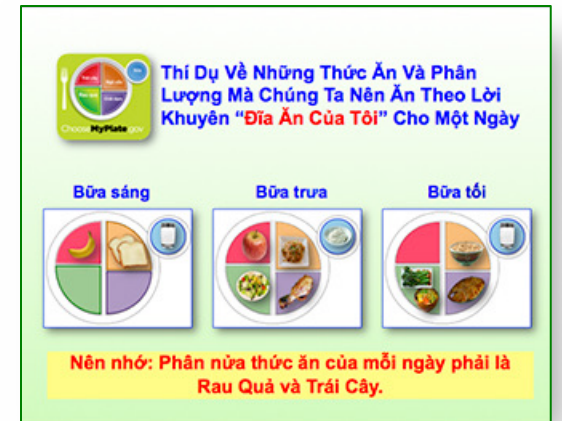 Thí Dụ Về Những Thức Ăn Và Phân
Lượng Mà Chúng Ta Nên Ăn Theo Lời
Khuyên “Đĩa Ăn Của Tôi” Cho Một Ngày
ChooseMyPlate.gov
Bữa sáng
Bữa trưa
Bữa tối
Nên nhớ: Phân nửa thức ăn của mỗi ngày phải là
Rau Quả và Trái Cây.